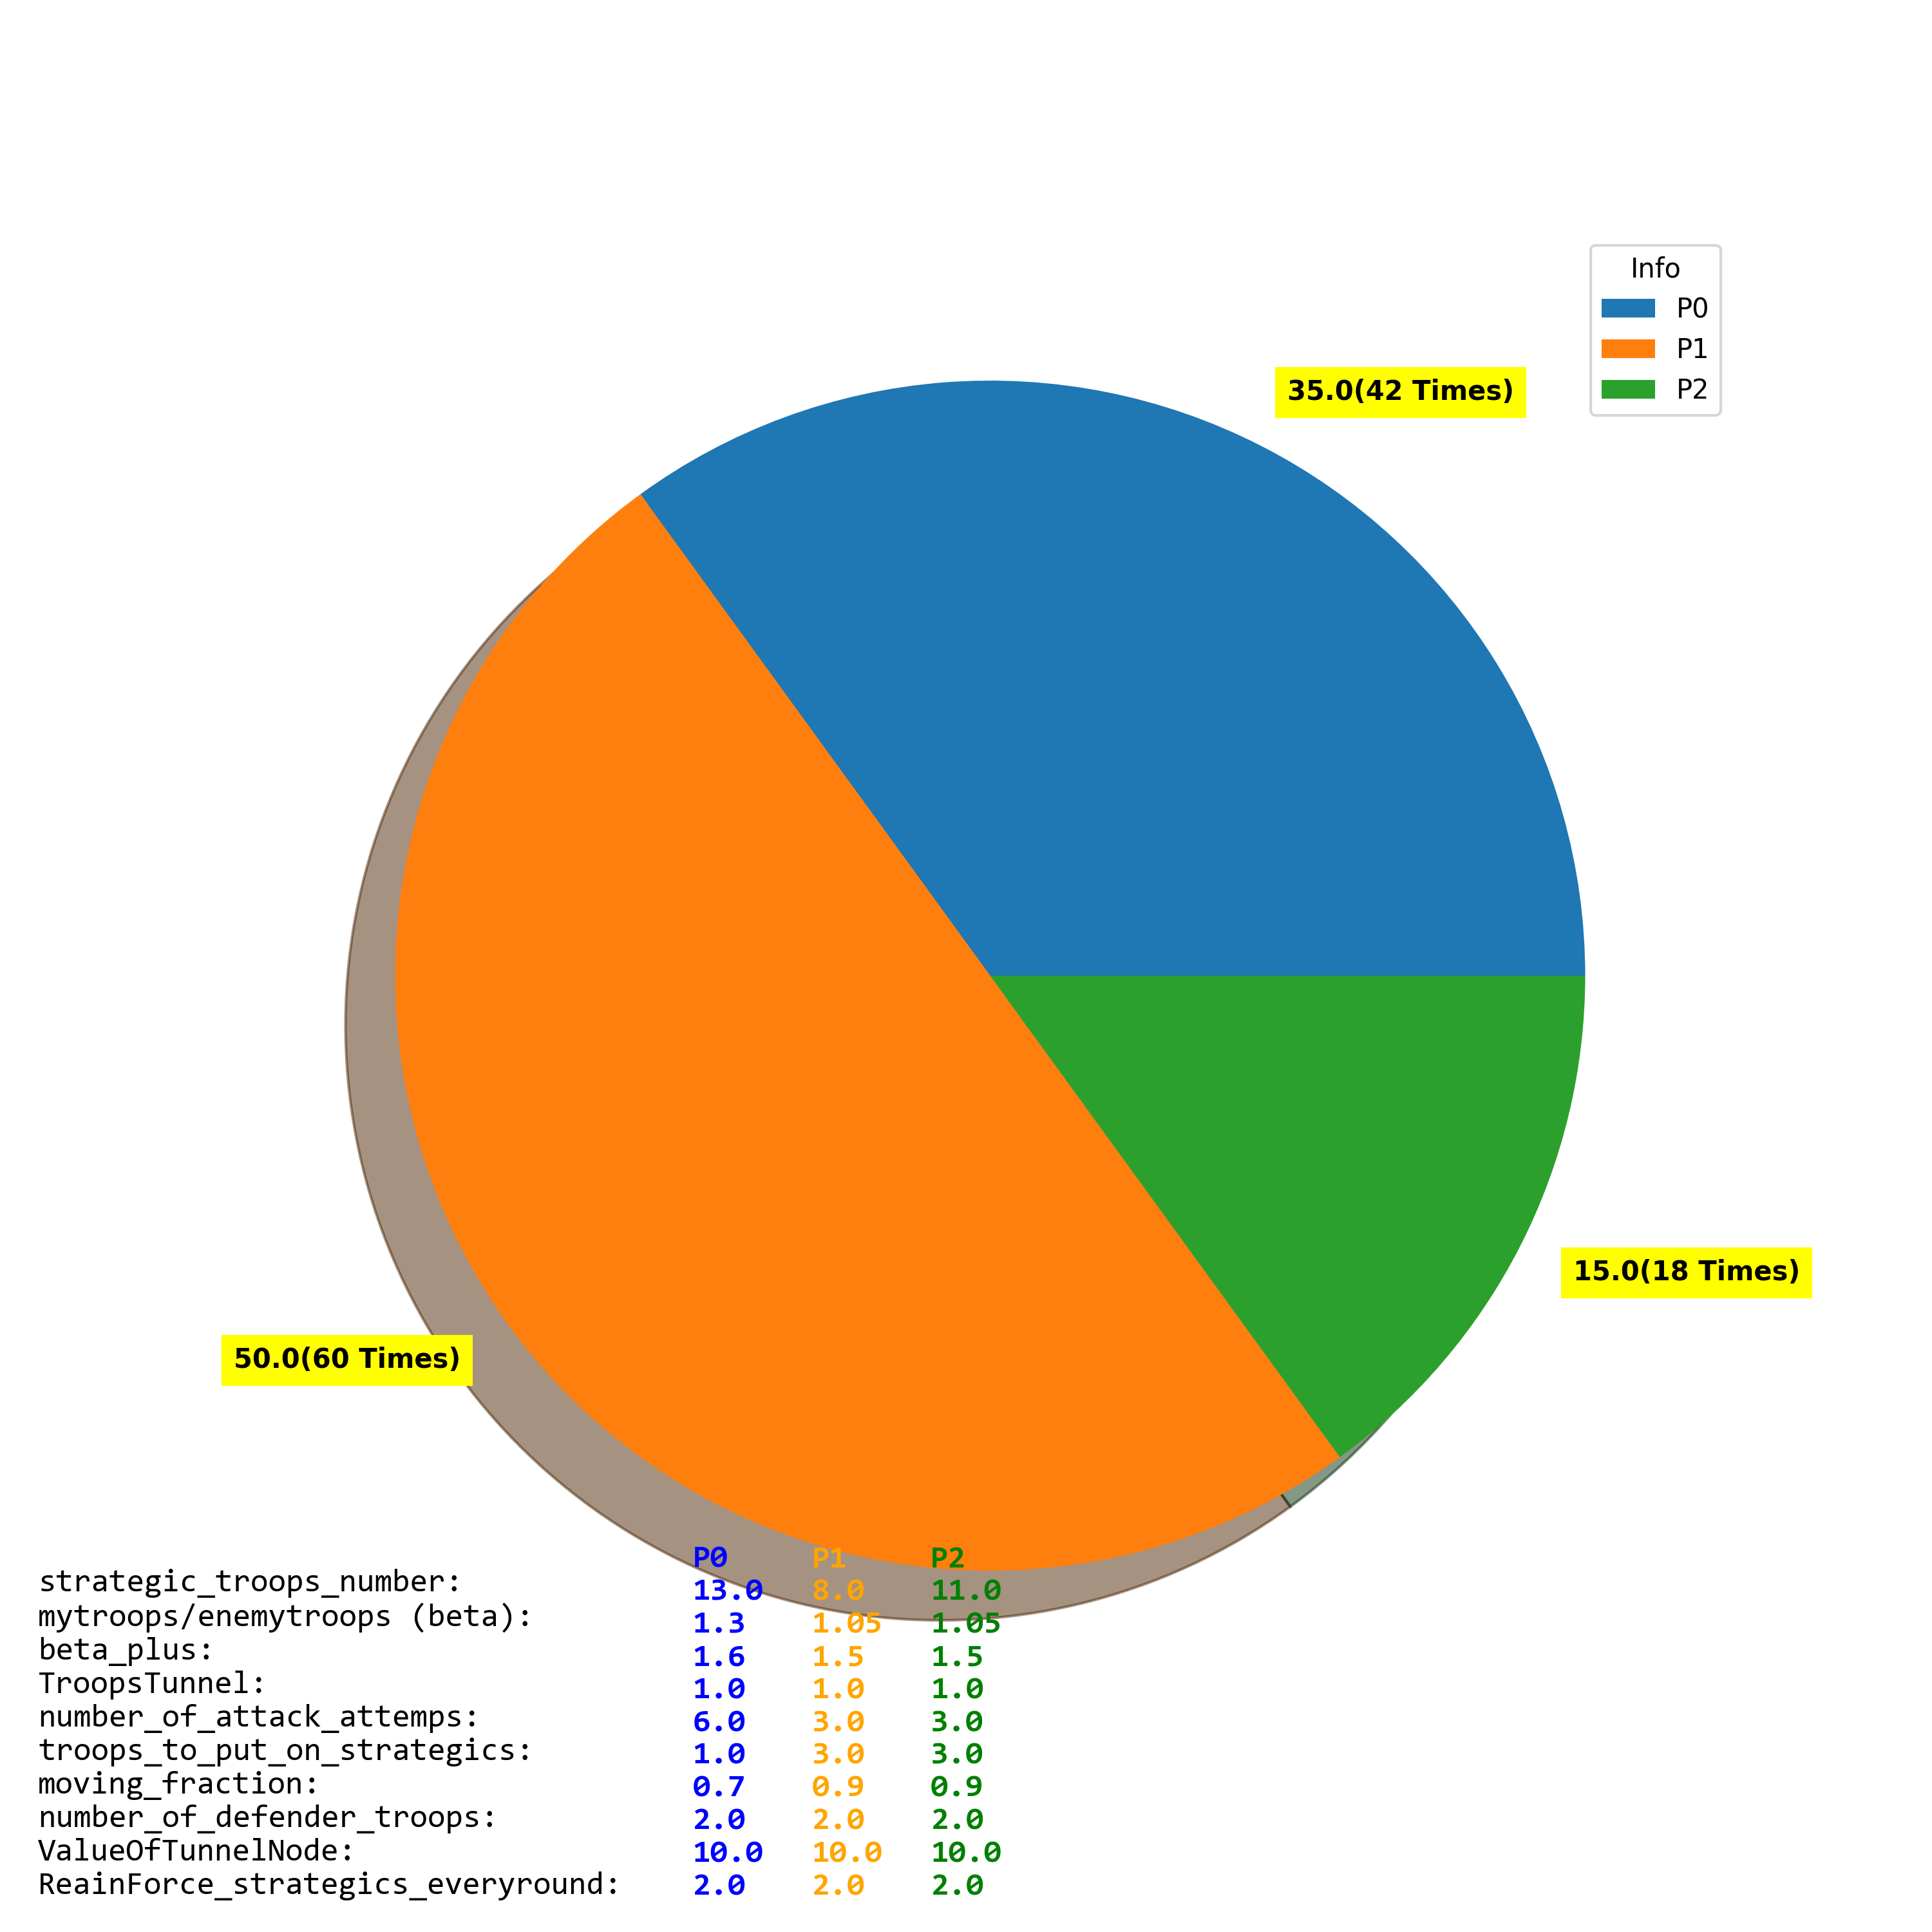 Info
P0
P1
P2
35.0(42 Times)
15.0(18 Times)
50.0(60 Times)
P0 P1 P2
strategic_troops_number: 13.0 8.0 11.0
mytroops/enemytroops (beta): 1.3 1.05 1.05
beta_plus: 1.6 1.5 1.5
TroopsTunnel: 1.0 1.0 1.0
number_of_attack_attemps: 6.0 3.0 3.0
troops_to_put_on_strategics: 1.0 3.0 3.0
moving_fraction: 0.7 0.9 0.9
number_of_defender_troops: 2.0 2.0 2.0
ValueOfTunnelNode: 10.0 10.0 10.0
ReainForce_strategics_everyround: 2.0 2.0 2.0